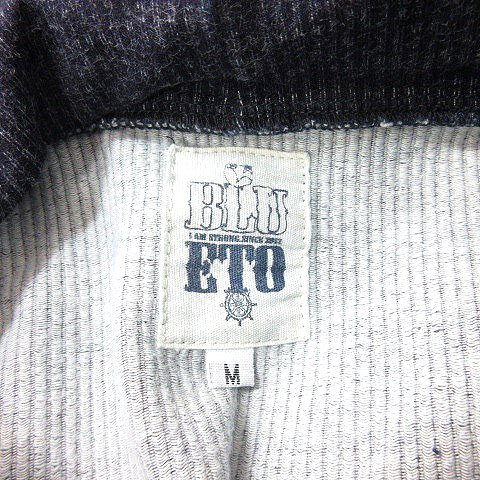 BLU
I AM STRONG.SINCE 2012
ETO
M